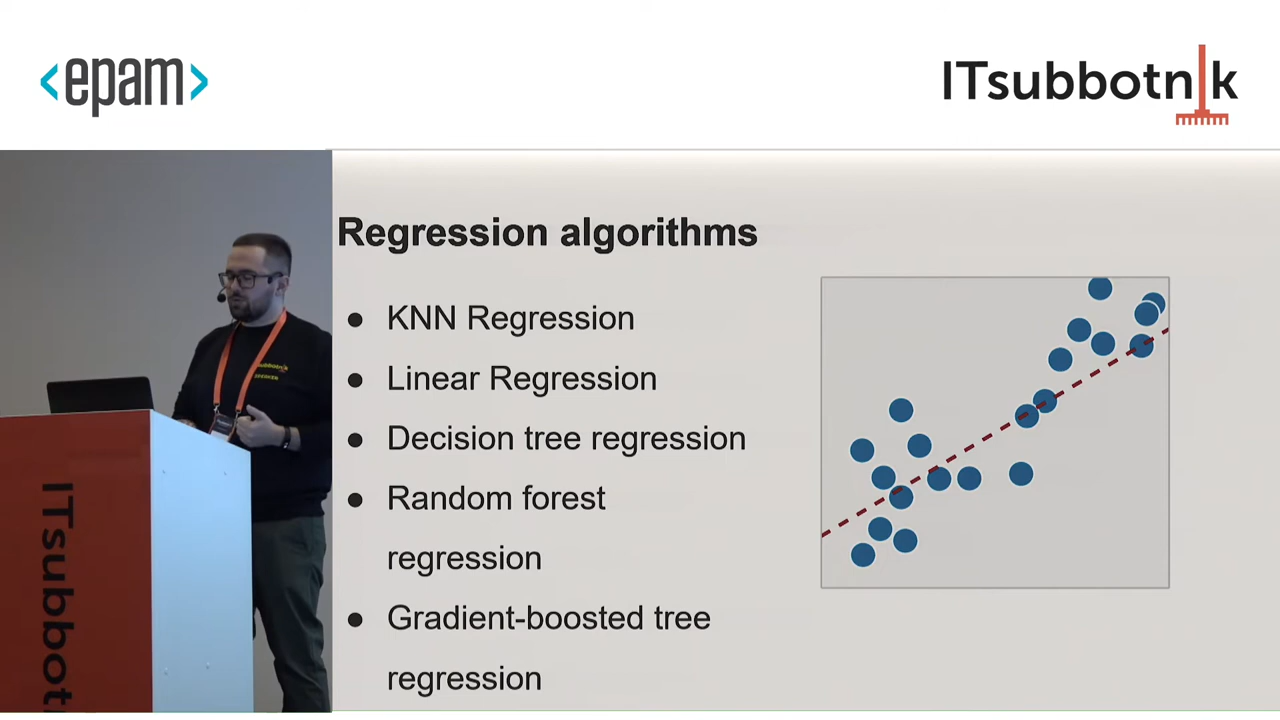 <epam>
ITsubbotnik
Regression algorithms
● KNN Regression
● Linear Regression
● Decision tree regression
● Random forest
regression
● Gradient-boosted tree
regression
SPEAKER
ITsubbot